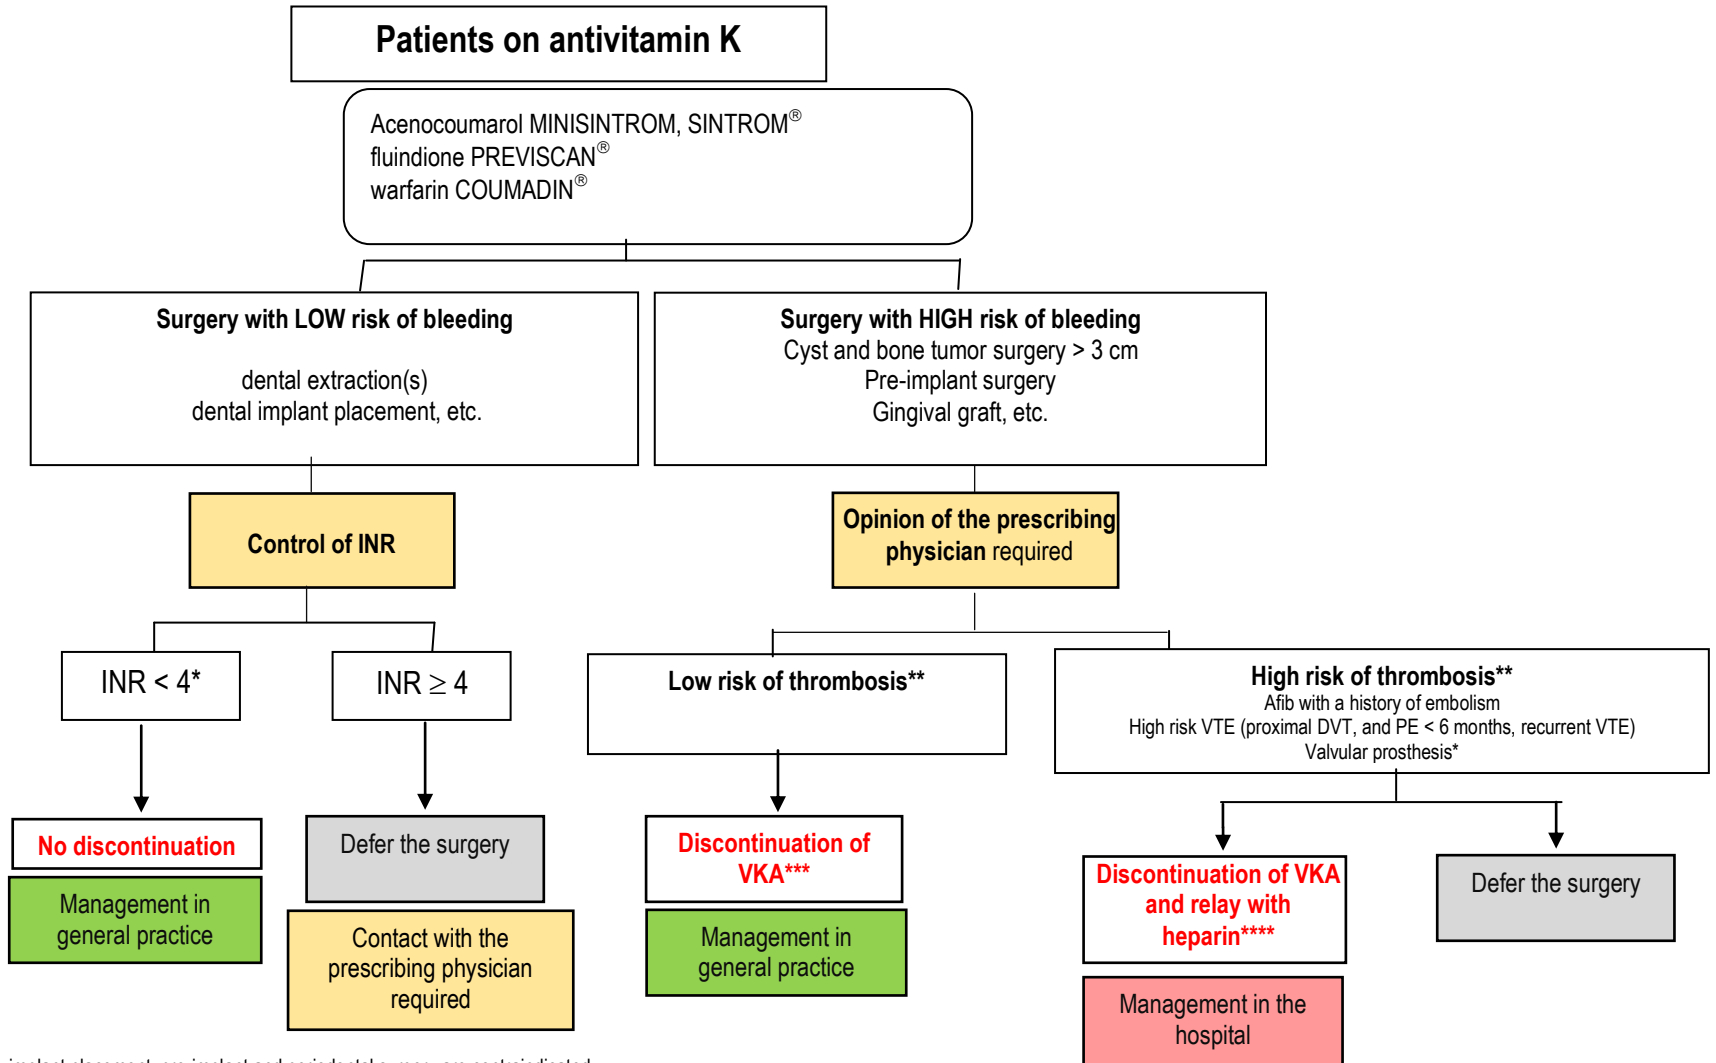 Patients on antivitamin K
Acenocoumarol MINISINTROM, SINTROM®
fluindione PREVISCAN®
warfarin COUMADIN®
Surgery with LOW risk of bleeding
dental extraction(s)
dental implant placement, etc.
Surgery with HIGH risk of bleeding
Cyst and bone tumor surgery > 3 cm
Pre-implant surgery
Gingival graft, etc.
Control of INR
Opinion of the prescribing
physician required
INR < 4*
INR ≥ 4
Low risk of thrombosis**
High risk of thrombosis**
Afib with a history of embolism
High risk VTE (proximal DVT, and PE < 6 months, recurrent VTE)
Valvular prosthesis*
No discontinuation
Management in
general practice
Defer the surgery
Contact with the
prescribing physician
required
Discontinuation of
VKA***
Management in
general practice
Discontinuation of VKA
and relay with
heparin****
Management in the
hospital
Defer the surgery